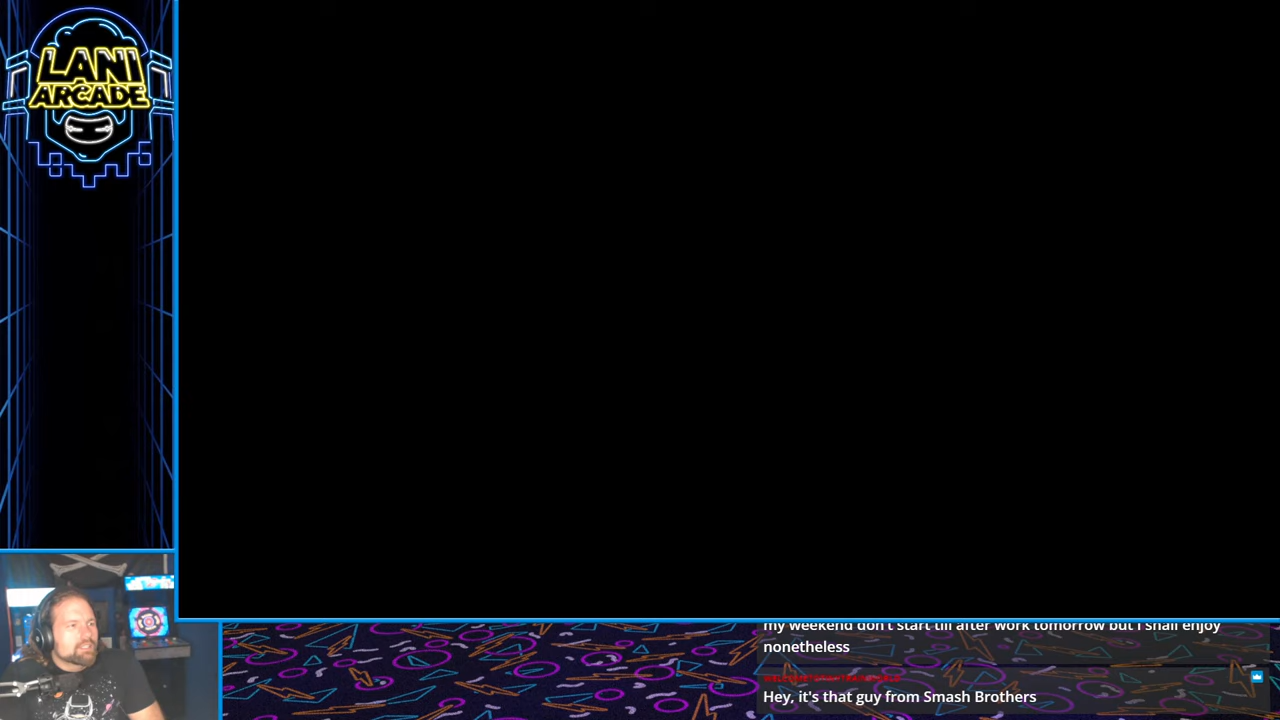 LANI
ARCADE
my weekend don't start till after work tomorrow but I shall enjoy
nonetheless
Hey, it's that guy from Smash Brothers